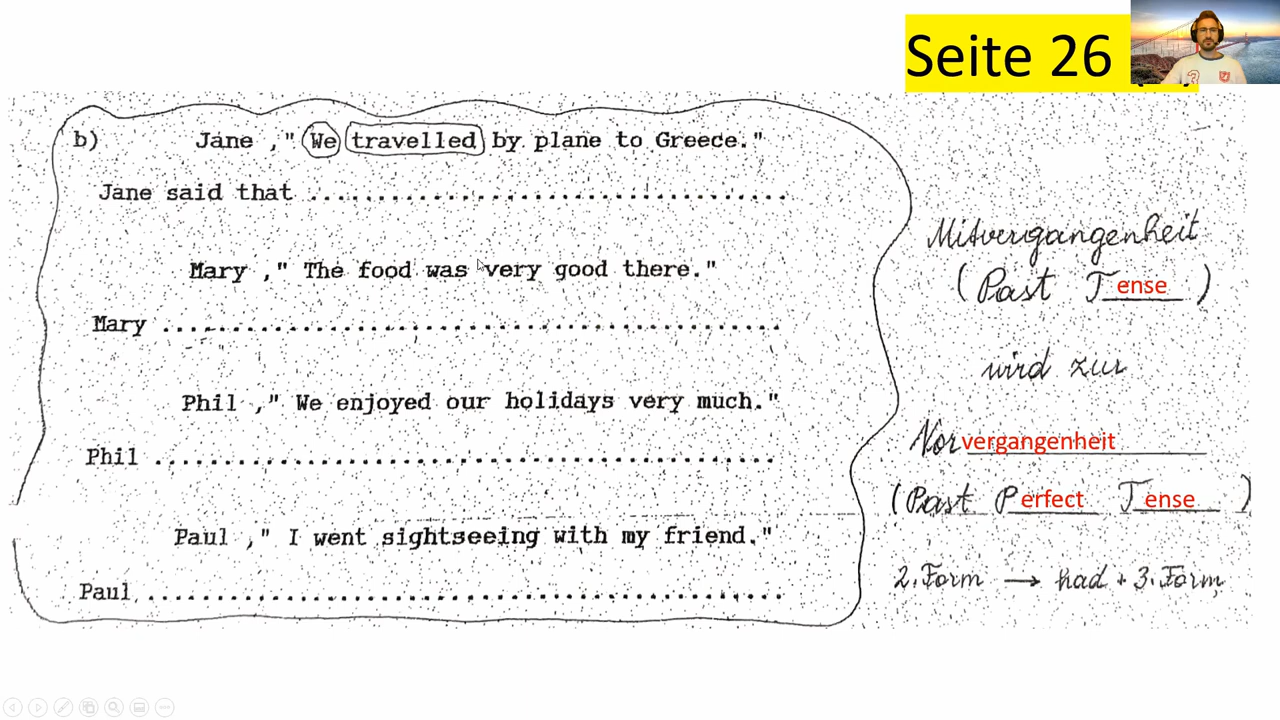 Seite 26
b) Jane ," We travelled by plane to Greece."
Jane said that ..........................................
Mary ," The food was very good there."
Mary ......................................................
Phil ," We enjoyed our holidays very much."
Phil ......................................................
Paul ," I went sightseeing with my friend."
Paul .......................................................
Mitvergangenheit
(Past Tense)
wird zur
Vorvergangenheit
(Past Perfect Tense)
2. Form → had + 3. Form